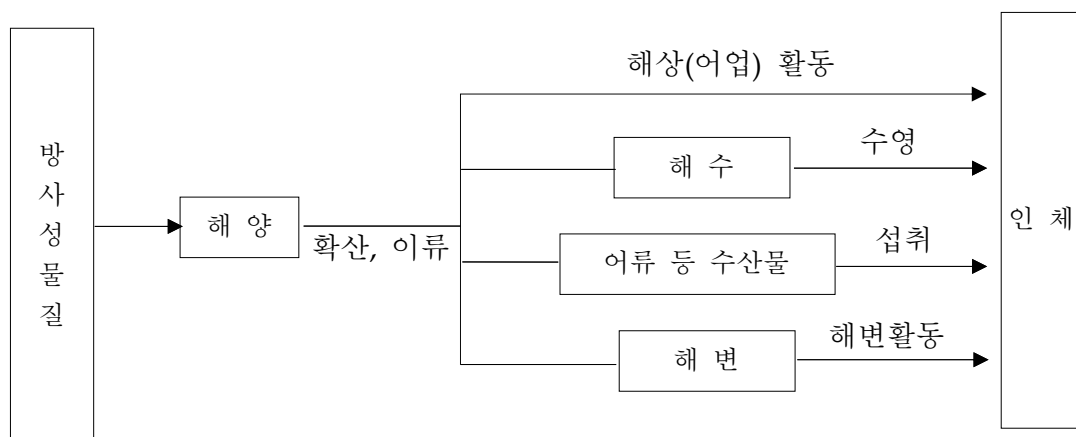 방사성물질
해 양
확산, 이류
해상(어업) 활동
해 수
수영
어류 등 수산물
섭취
해 변
해변활동
인 체